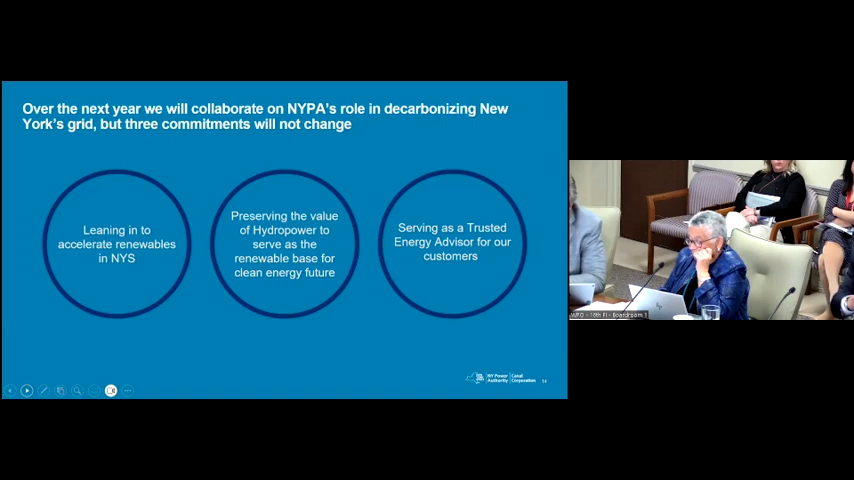 Over the next year we will collaborate on NYPA's role in decarbonizing New
York's grid, but three commitments will not change
Leaning in to
accelerate renewables
in NYS
Preserving the value
of Hydropower to
serve as the
renewable base for
clean energy future
Serving as a Trusted
Energy Advisor for our
customers
NY Power
Authority
Canal
Corporation
14